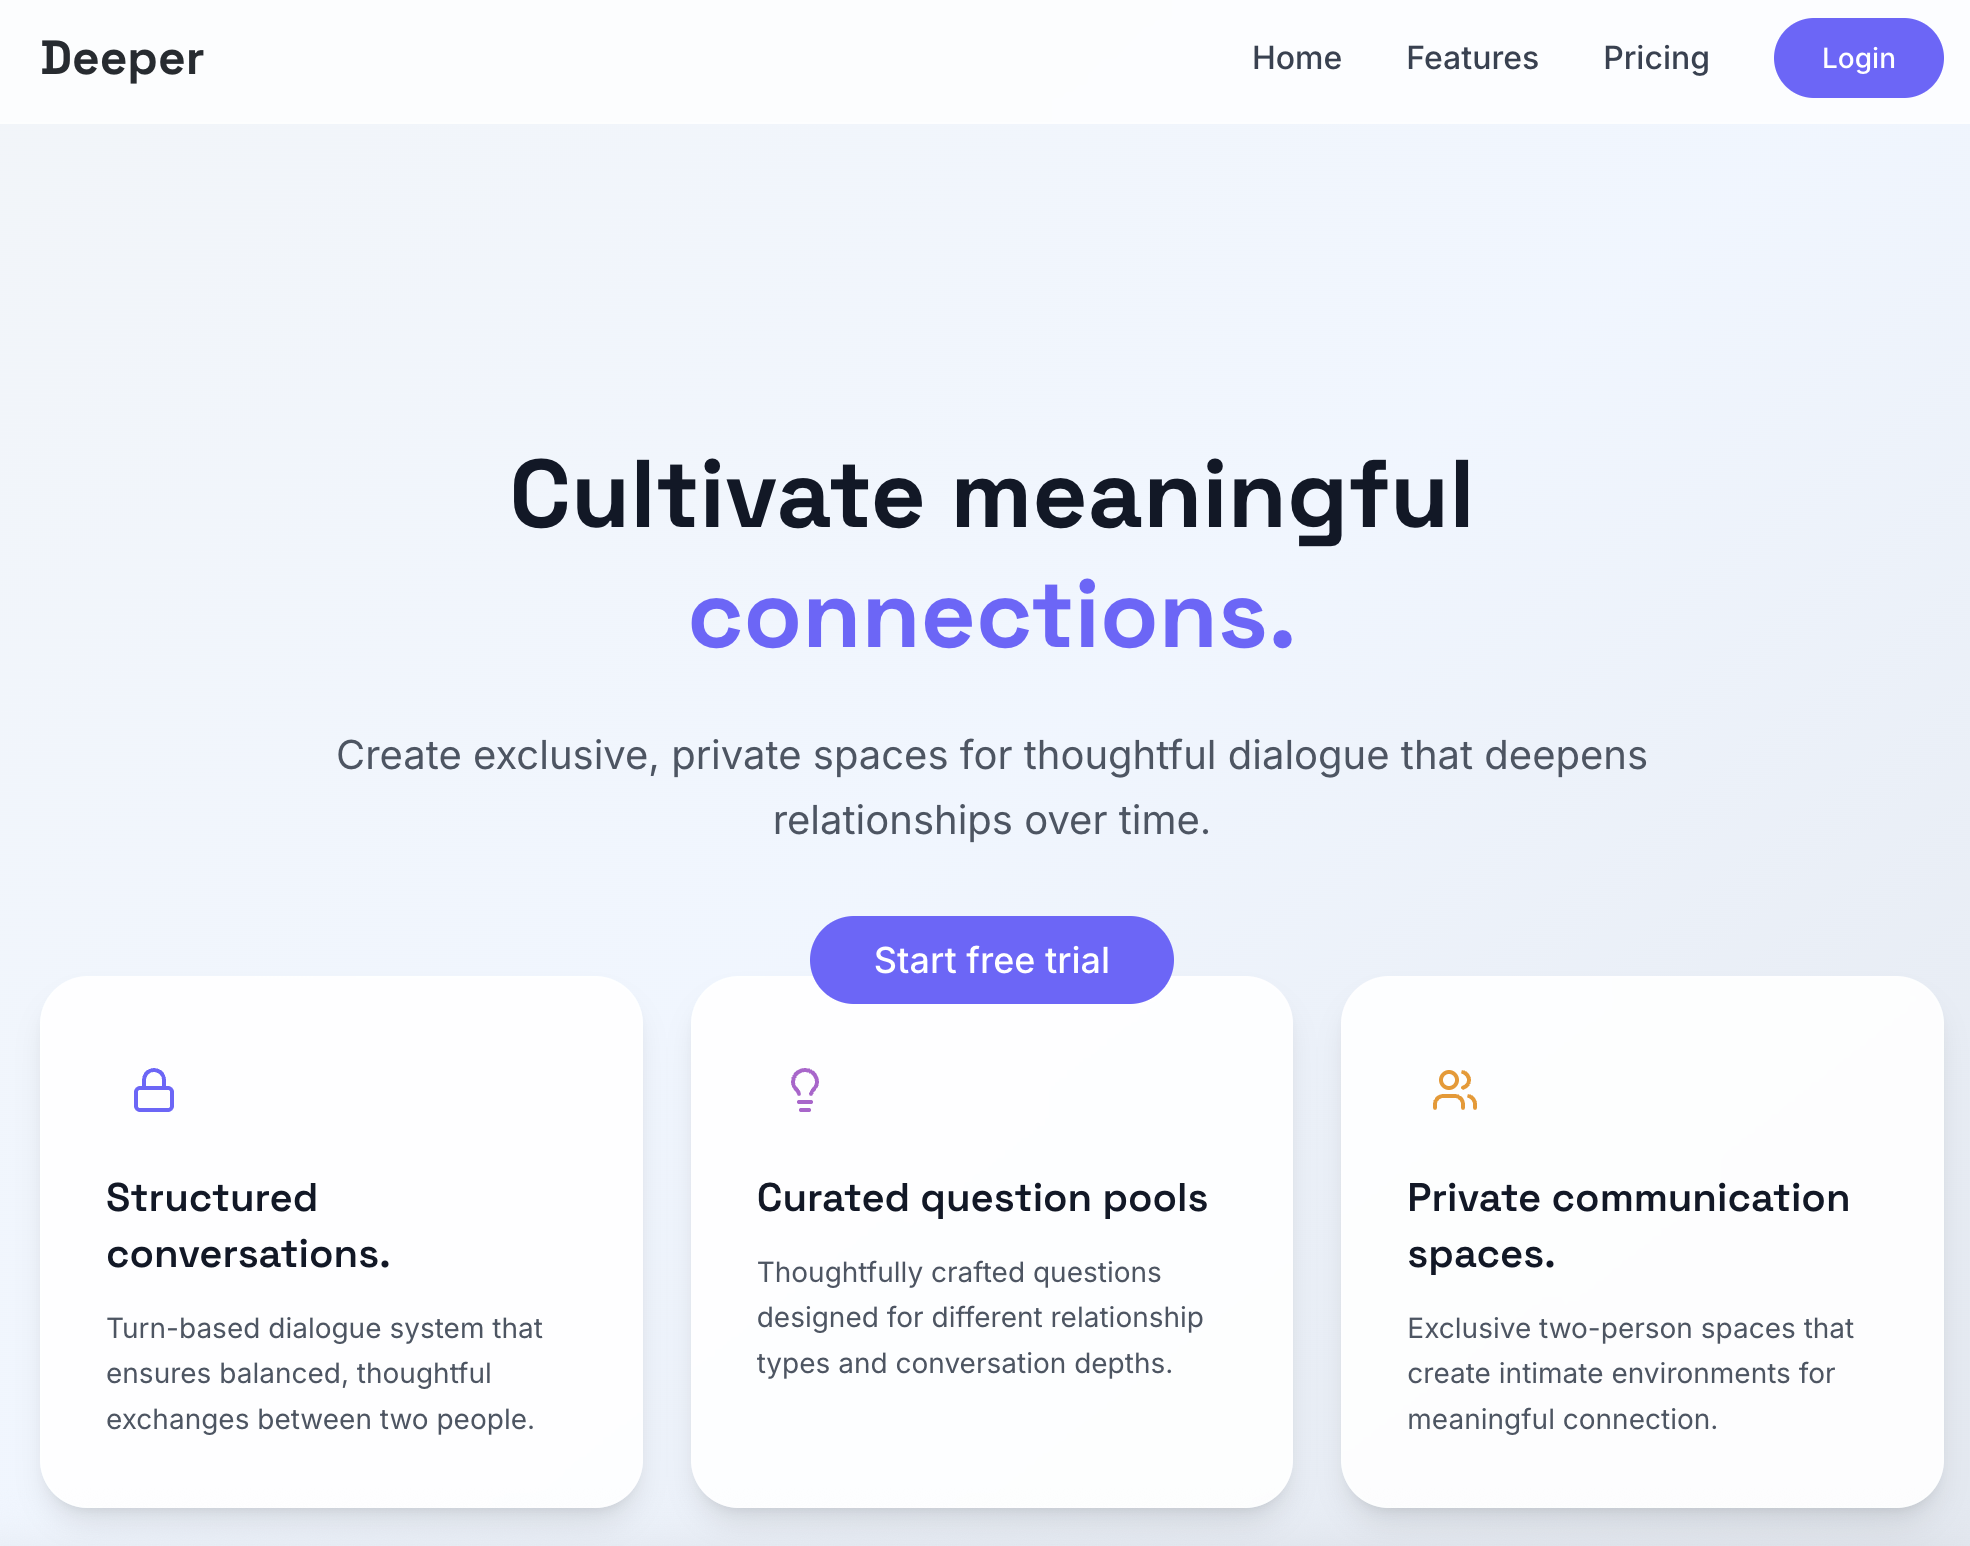 Deeper
Home
Features
Pricing
Login
Cultivate meaningful
connections.
Create exclusive, private spaces for thoughtful dialogue that deepens
relationships over time.
Start free trial
Structured
conversations.
Turn-based dialogue system that
ensures balanced, thoughtful
exchanges between two people.
Curated question pools
Thoughtfully crafted questions
designed for different relationship
types and conversation depths.
Private communication
spaces.
Exclusive two-person spaces that
create intimate environments for
meaningful connection.